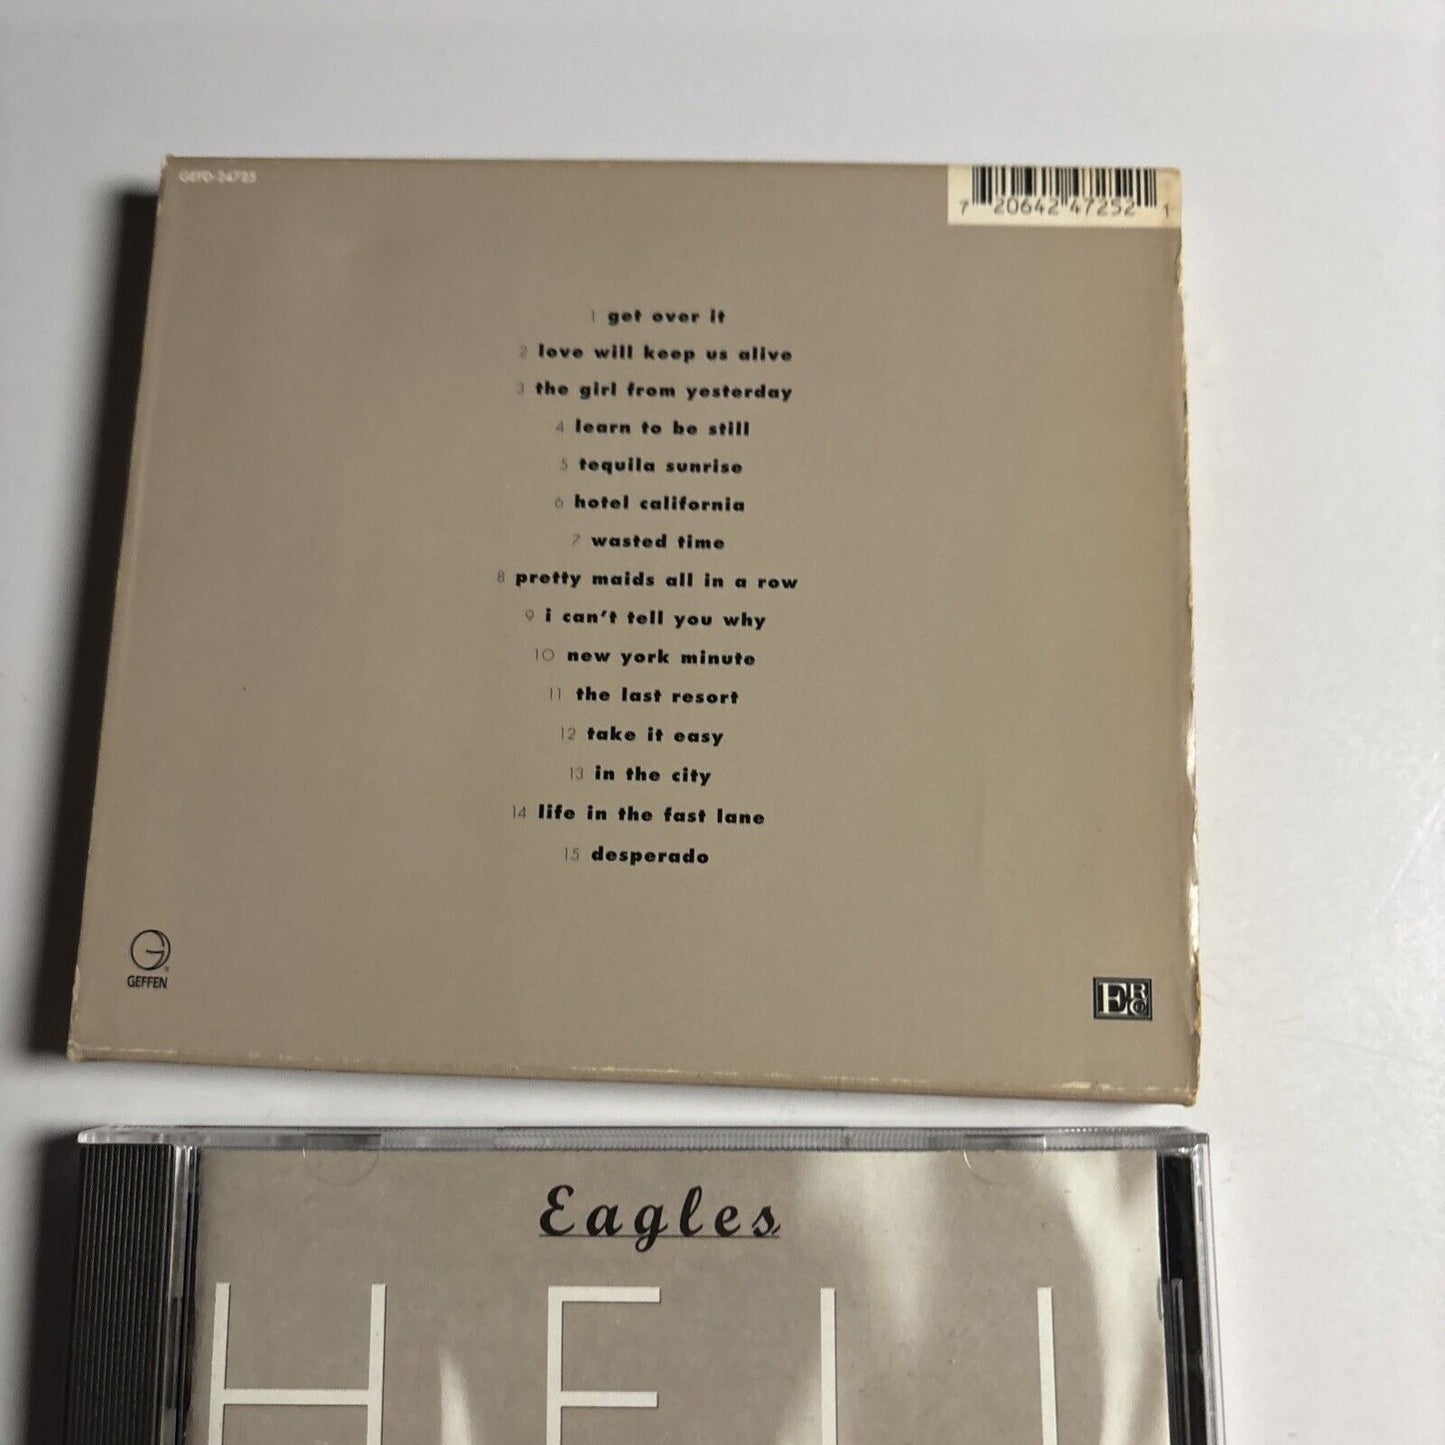 GEFD-24725
7 20642 47252 1
1 get over it
2 love will keep us alive
3 the girl from yesterday
4 learn to be still
5 tequila sunrise
6 hotel california
7 wasted time
8 pretty maids all in a row
9 i can't tell you why
10 new york minute
11 the last resort
12 take it easy
13 in the city
14 life in the fast lane
15 desperado
GEFFEN
ERC
Eagles
HELL